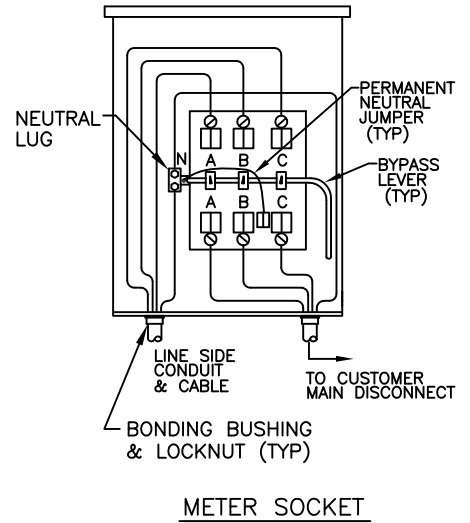 PERMANENT
NEUTRAL
JUMPER
(TYP)
NEUTRAL
LUG
N
A B C
BYPASS
LEVER
(TYP)
A B C
LINE SIDE
CONDUIT
& CABLE
TO CUSTOMER
MAIN DISCONNECT
BONDING BUSHING
& LOCKNUT (TYP)
METER SOCKET